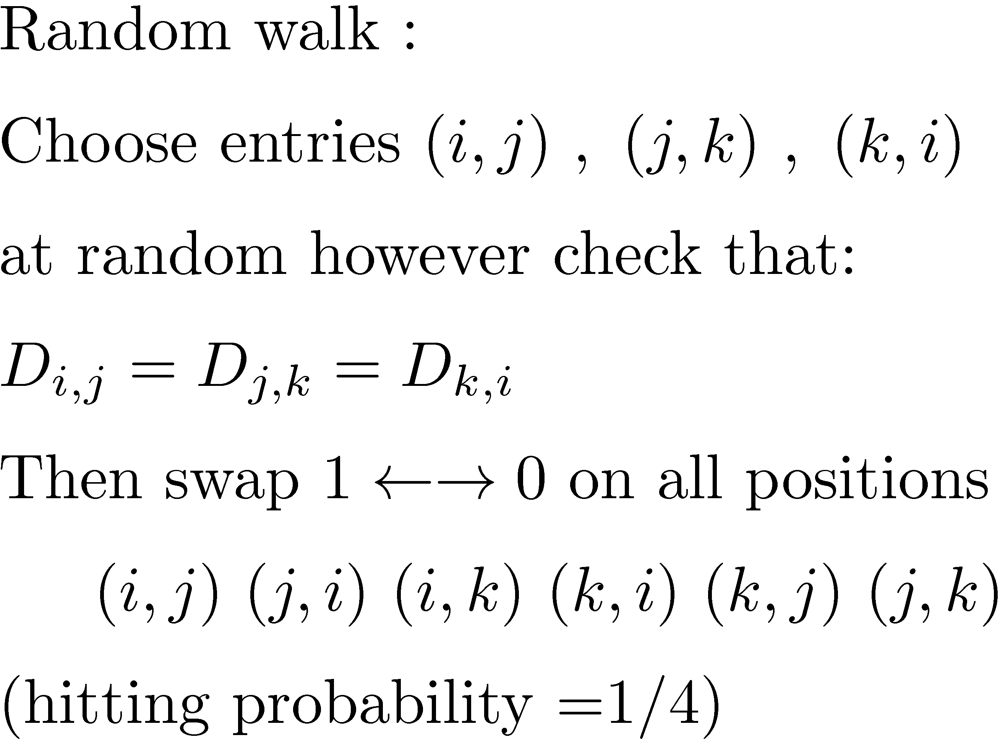 Random walk :
Choose entries (i, j) , (j, k) , (k, i)
at random however check that:
D_{i,j} = D_{j,k} = D_{k,i}
Then swap 1 ←→ 0 on all positions
(i, j) (j, i) (i, k) (k, i) (k, j) (j, k)
(hitting probability =1/4)